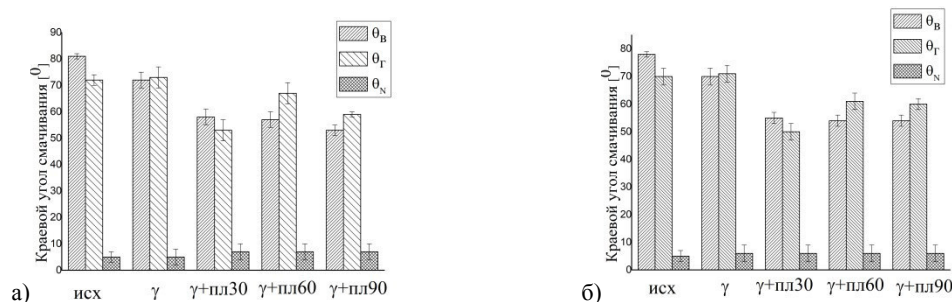 90
80
70
60
50
40
30
20
10
0
Краевой угол смачивания [⁰]
θВ
θГ
θN
исх γ γ+пл30 γ+пл60 γ+пл90
а)
80
70
60
50
40
30
20
10
0
Краевой угол смачивания [⁰]
θВ
θГ
θN
исх γ γ+пл30 γ+пл60 γ+пл90
б)